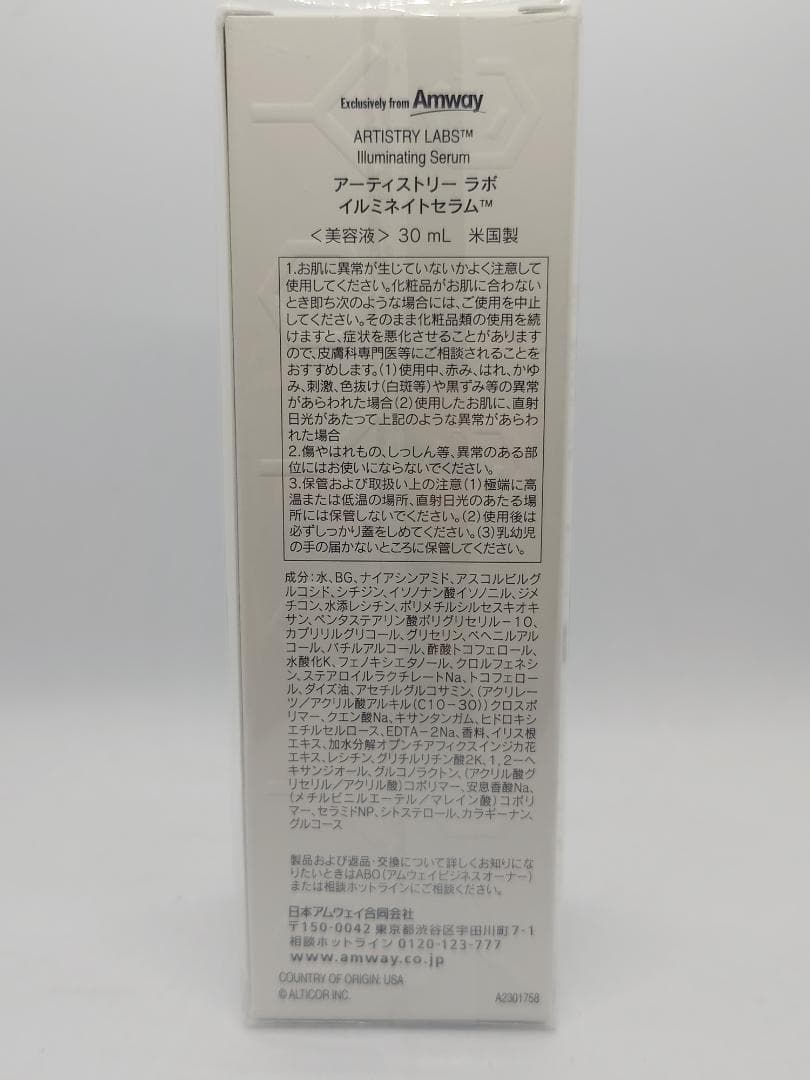 Exclusively from Amway
ARTISTRY LABS™
Illuminating Serum
アーティストリー ラボ
イルミネイトセラム™
＜美容液＞ 30 mL 米国製
1.お肌に異常が生じていないかよく注意して
使用してください。化粧品がお肌に合わない
とき即ち次のような場合には、ご使用を中止
してください。そのまま化粧品類の使用を続
けますと、症状を悪化させることがあります
ので、皮膚科専門医等にご相談されることを
おすすめします。(1)使用中、赤み、はれ、かゆ
み、刺激、色抜け(白斑等)や黒ずみ等の異常
があらわれた場合(2)使用したお肌に、直射
日光があたって上記のような異常があらわ
れた場合
2.傷やはれもの、しっしん等、異常のある部
位にはお使いにならないでください。
3.保管および取扱い上の注意(1)極端に高
温または低温の場所、直射日光のあたる場
所には保管しないでください。(2)使用後は
必ずしっかり蓋をしめてください。(3)乳幼児
の手の届かないところに保管してください。
成分：水、BG、ナイアシンアミド、アスコルビルグ
ルコシド、シチジン、イソノナン酸イソノニル、ジメ
チコン、水添レシチン、ポリメチルシルセスキオキ
サン、ペンタステアリン酸ポリグリセリル－10、
カプリリルグリコール、グリセリン、ベヘニルアル
コール、バチルアルコール、酢酸トコフェロール、
水酸化K、フェノキシエタノール、クロルフェネシ
ン、ステアロイルラクチレートNa、トコフェロー
ル、ダイズ油、アセチルグルコサミン、(アクリレー
ツ／アクリル酸アルキル(C10－30))クロスポ
リマー、クエン酸Na、キサンタンガム、ヒドロキシ
エチルセルロース、EDTA－2Na、香料、イリス根
エキス、加水分解オプンチアフィクスインジカ花
エキス、レシチン、グリチルリチン酸2K、1,2－ヘ
キサンジオール、グルコノラクトン、(アクリル酸グ
リセリル／アクリル酸)コポリマー、安息香酸Na、
(メチルビニルエーテル／マレイン酸)コポリ
マー、セラミドNP、シトステロール、カラギーナン、
グルコース
製品および返品・交換について詳しくお知りにな
りたいときはABO(アムウェイビジネスオーナー)
または相談ホットラインにご相談ください。
日本アムウェイ合同会社
〒150-0042 東京都渋谷区宇田川町7-1
相談ホットライン 0120-123-777
www.amway.co.jp
COUNTRY OF ORIGIN: USA
© ALTICOR INC.
A2301758